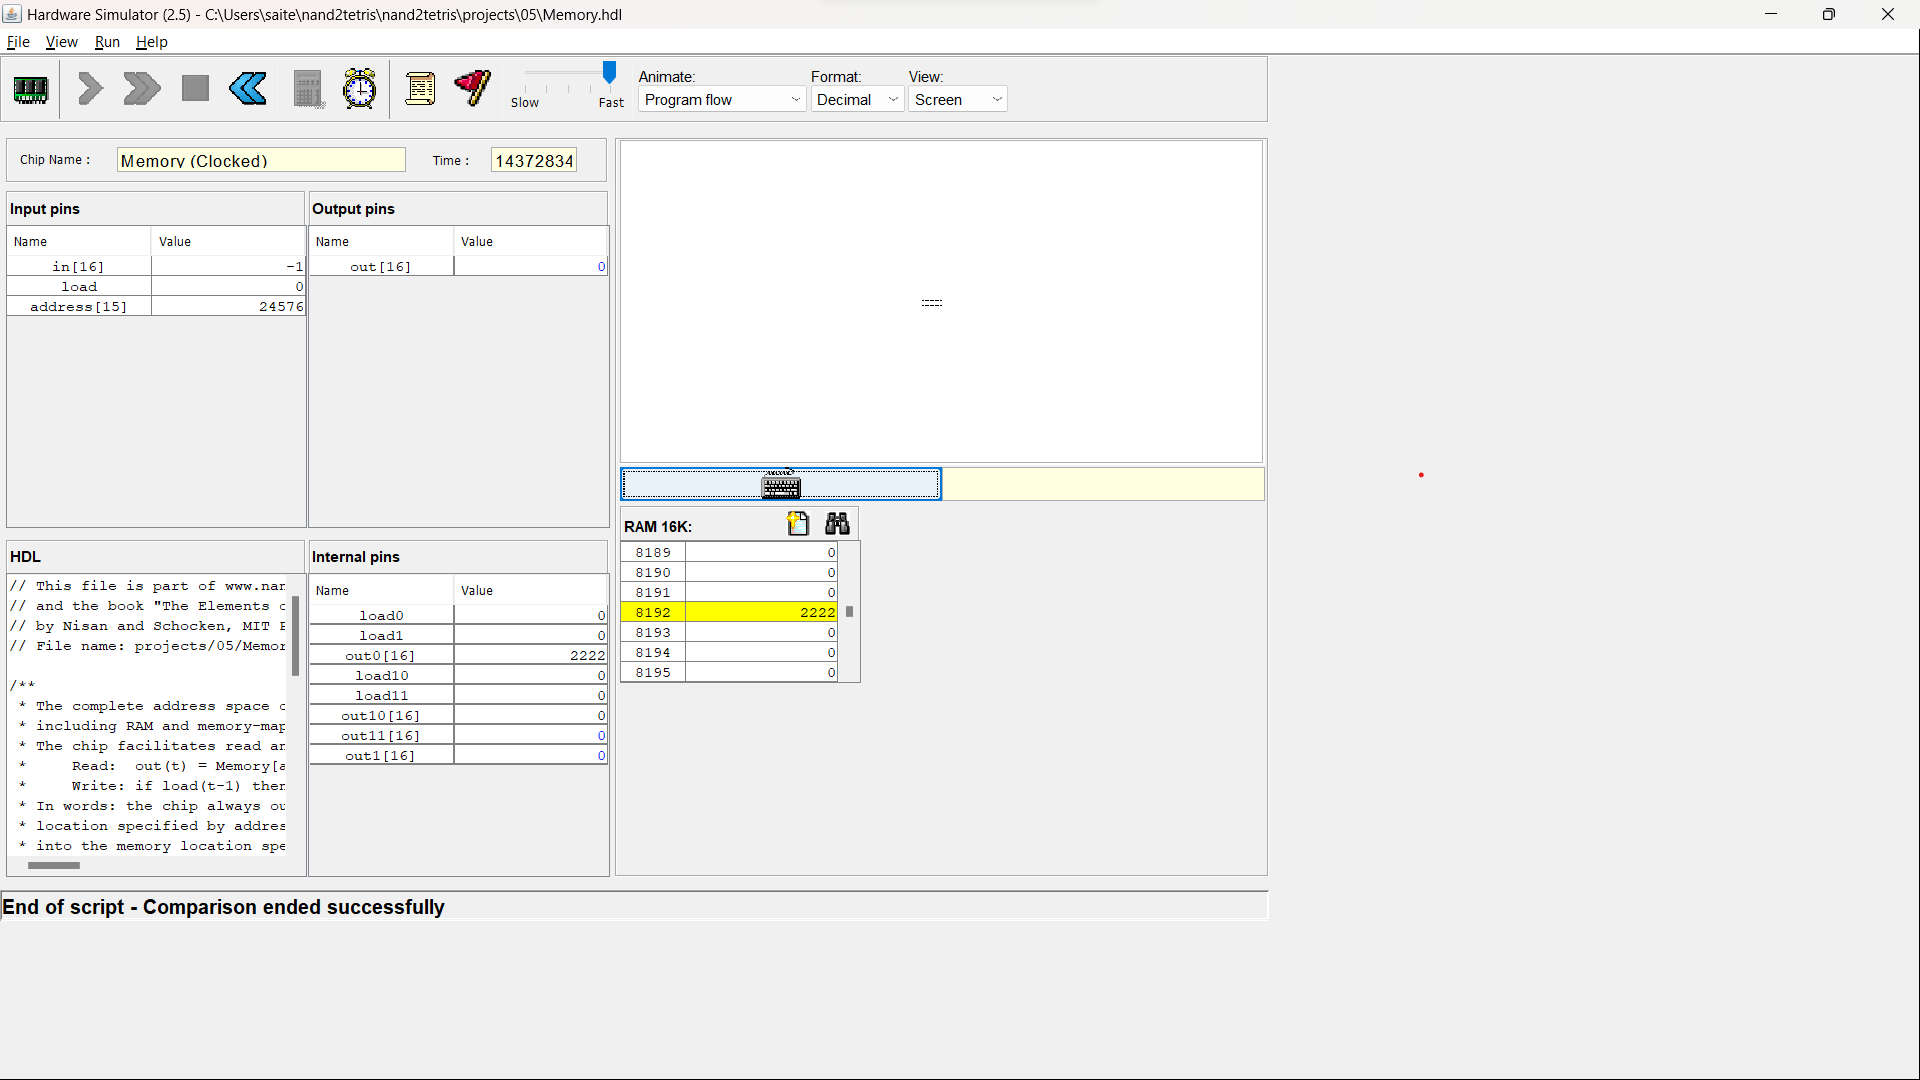 Hardware Simulator (2.5) - C:\Users\saite\nand2tetris\nand2tetris\projects\05\Memory.hdl
File View Run Help
Slow Fast
Animate: Format: View:
Program flow Decimal Screen
Chip Name : Memory (Clocked) Time : 14372834
Input pins
Name Value
in[16] -1
load 0
address[15] 24576
Output pins
Name Value
out[16] 0
RAM 16K:
8189 0
8190 0
8191 0
8192 2222
8193 0
8194 0
8195 0
HDL
// This file is part of www.nan
// and the book "The Elements
// by Nisan and Schocken, MIT
// File name: projects/05/Memor
/**
* The complete address space
* including RAM and memory-map
* The chip facilitates read an
* Read: out(t) = Memory[a
* Write: if load(t-1) then
* In words: the chip always ou
* location specified by addres
* into the memory location spe
Internal pins
Name Value
load0 0
load1 0
out0[16] 2222
load10 0
load11 0
out10[16] 0
out11[16] 0
out1[16] 0
End of script - Comparison ended successfully